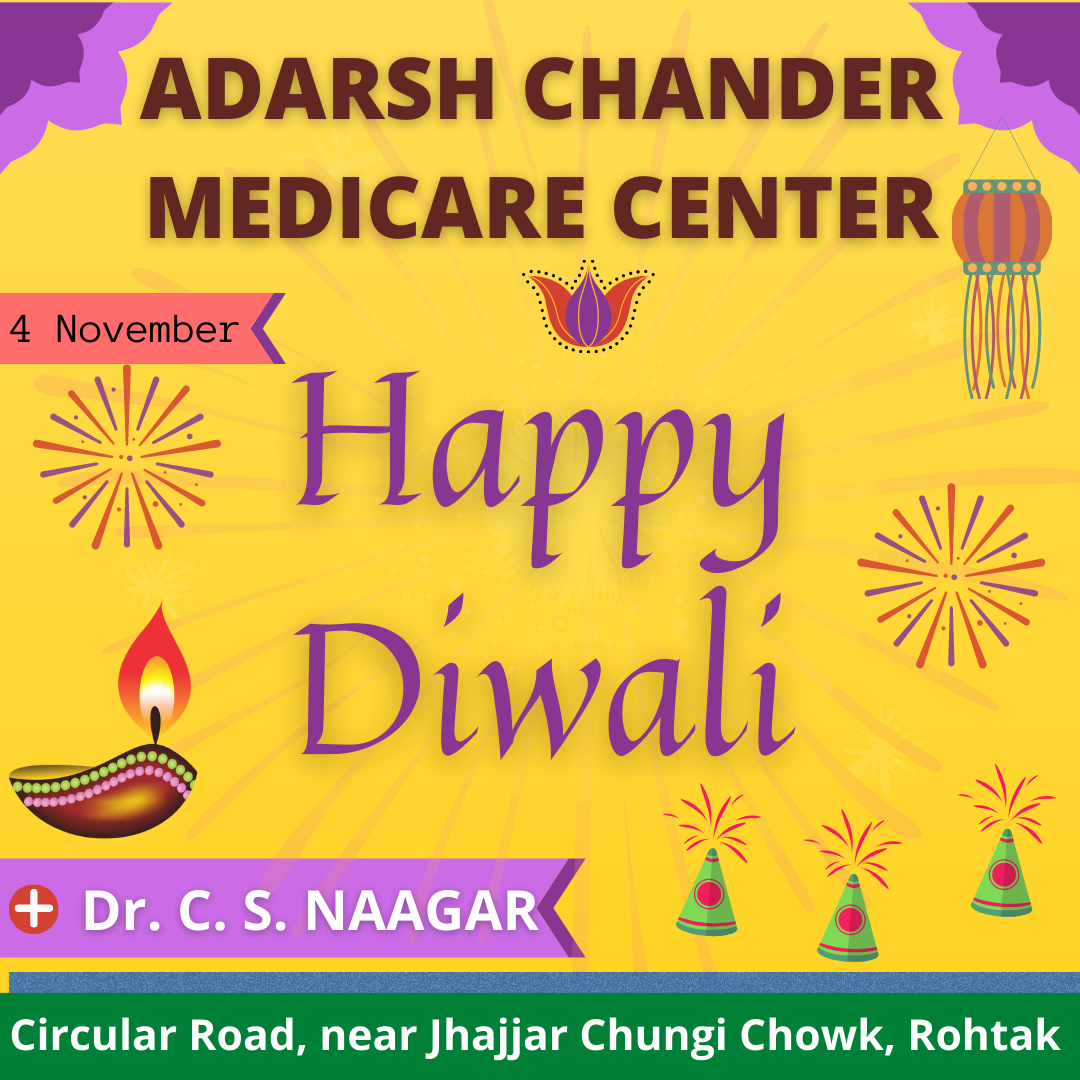 ADARSH CHANDER
MEDICARE CENTER
4 November
Happy
Diwali
Dr. C. S. NAAGAR
Circular Road, near Jhajjar Chungi Chowk, Rohtak